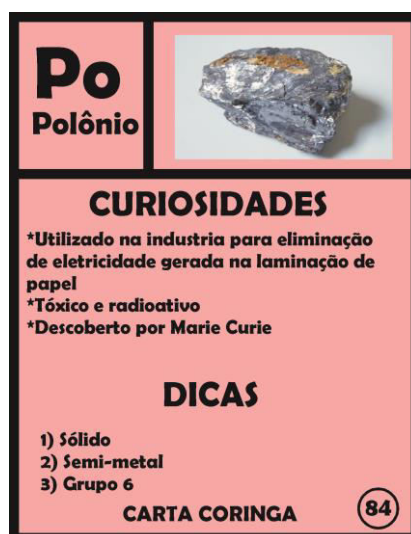 Po
Polônio
CURIOSIDADES
*Utilizado na industria para eliminação
de eletricidade gerada na laminação de
papel
*Tóxico e radioativo
*Descoberto por Marie Curie
DICAS
1) Sólido
2) Semi-metal
3) Grupo 6
CARTA CORINGA
84